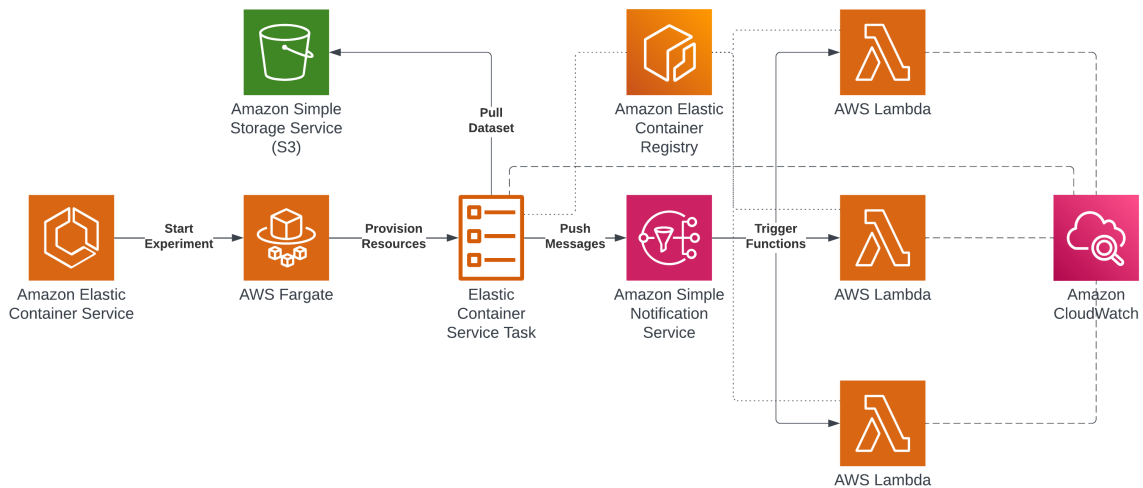 Amazon Simple
Storage Service
(S3)
Pull
Dataset
Amazon Elastic
Container
Registry
AWS Lambda
Start
Experiment
Provision
Resources
Push
Messages
Trigger
Functions
Amazon Elastic
Container Service
AWS Fargate
Elastic
Container
Service Task
Amazon Simple
Notification
Service
AWS Lambda
Amazon
CloudWatch
AWS Lambda